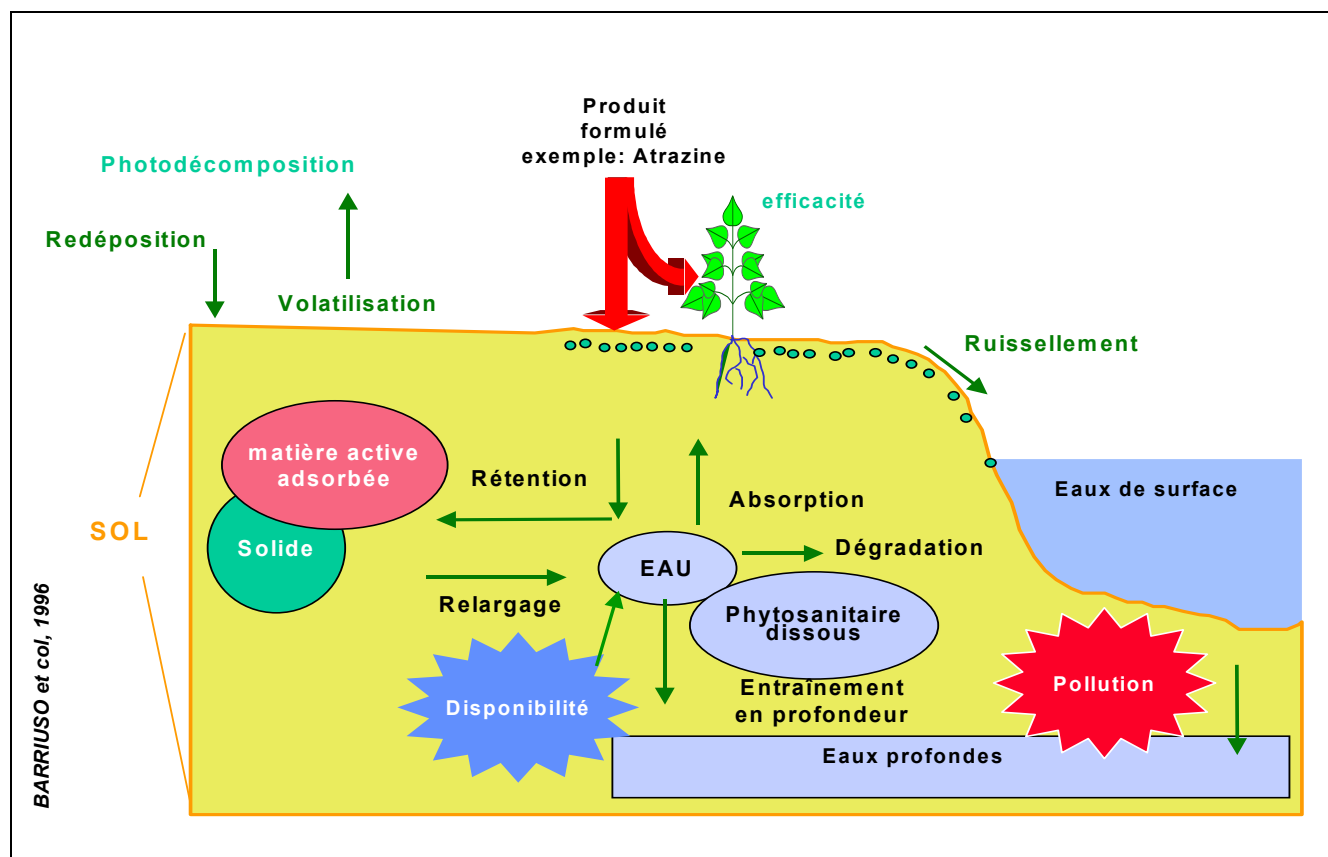 Produit
formulé
exemple: Atrazine
Photodécomposition
efficacité
Redéposition
Volatilisation
Ruissellement
matière active
adsorbée
Rétention
Absorption
Eaux de surface
SOL
Solide
EAU
Dégradation
Relargage
Phytosanitaire
dissous
Disponibilité
Entraînement
en profondeur
Pollution
Eaux profondes
BARRIUSO et col, 1996